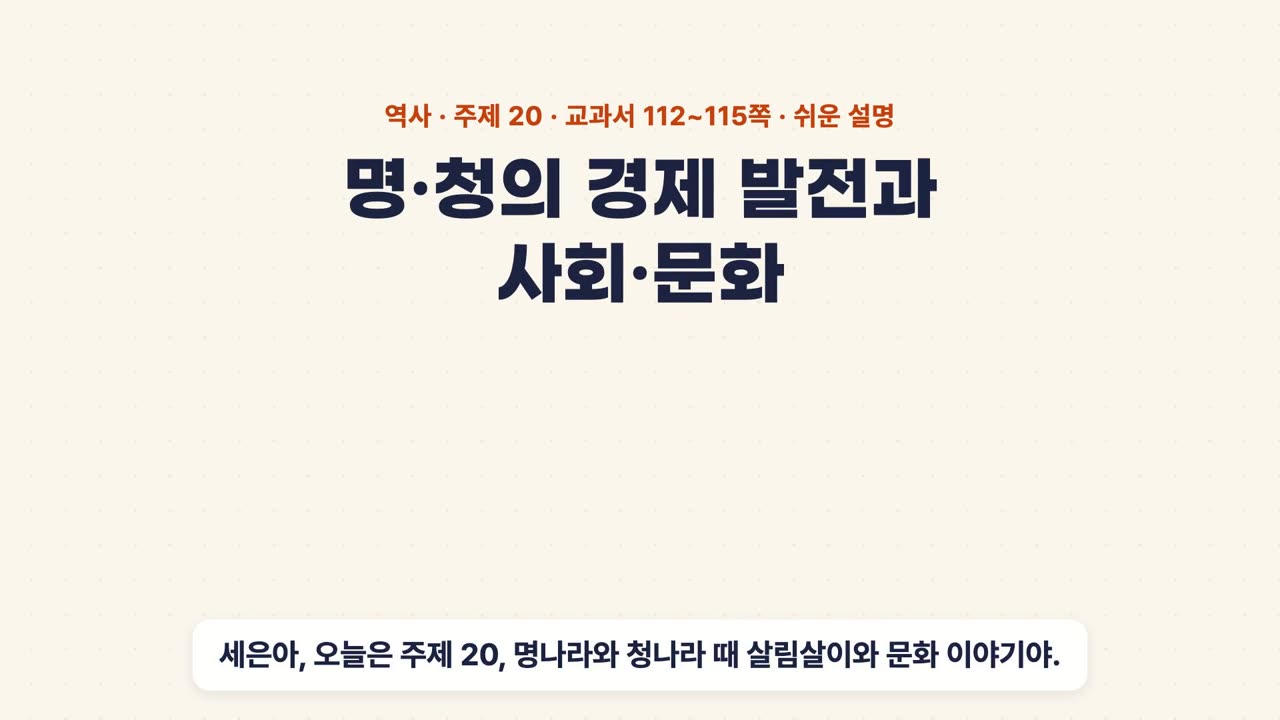 역사 · 주제 20 · 교과서 112~115쪽 · 쉬운 설명
명·청의 경제 발전과
사회·문화
세은아, 오늘은 주제 20, 명나라와 청나라 때 살림살이와 문화 이야기야.